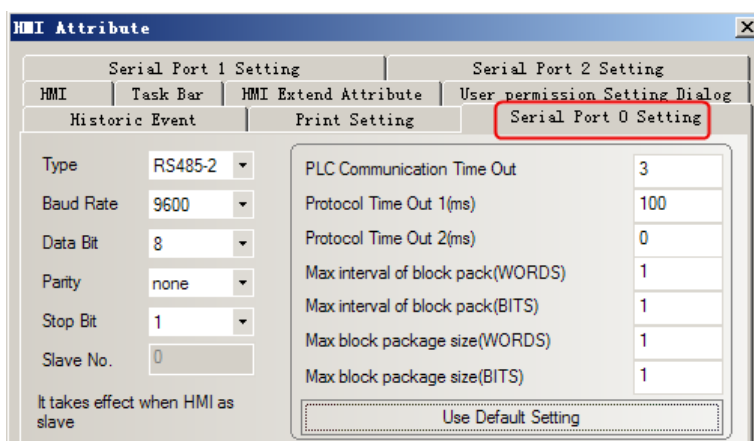 HMI Attribute
Serial Port 1 Setting Serial Port 2 Setting
HMI Task Bar HMI Extend Attribute User permission Setting Dialog
Historic Event Print Setting Serial Port 0 Setting
Type RS485-2
Baud Rate 9600
Data Bit 8
Parity none
Stop Bit 1
Slave No. 0
It takes effect when HMI as
slave
PLC Communication Time Out 3
Protocol Time Out 1(ms) 100
Protocol Time Out 2(ms) 0
Max interval of block pack(WORDS) 1
Max interval of block pack(BITS) 1
Max block package size(WORDS) 1
Max block package size(BITS) 1
Use Default Setting